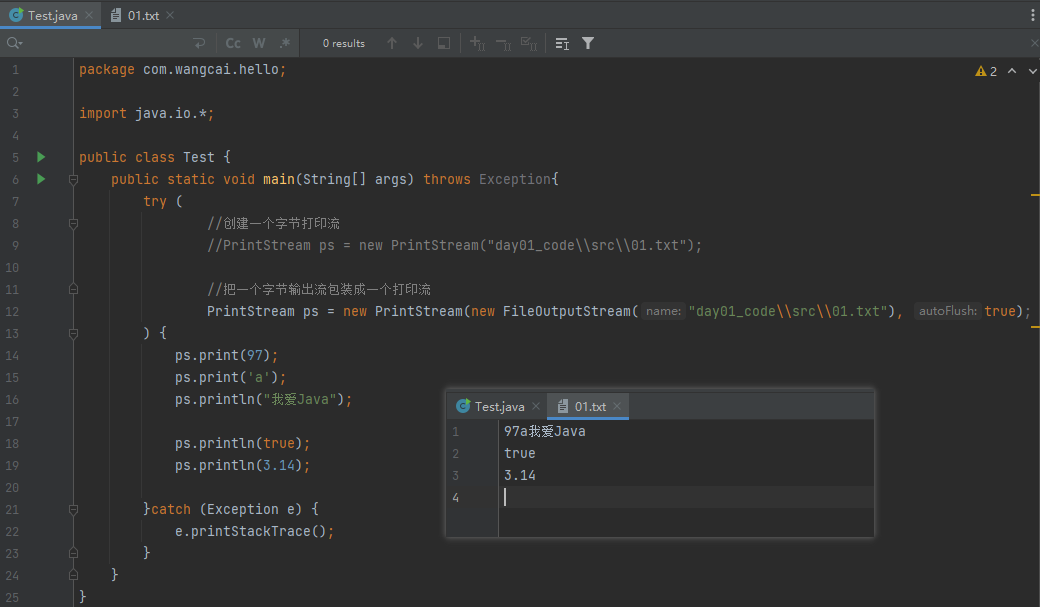 Test.java 01.txt
Cc W .* 0 results
1 package com.wangcai.hello; 2
2
3 import java.io.*;
4
5 public class Test {
6 public static void main(String[] args) throws Exception{
7 try (
8 //创建一个字节打印流
9 //PrintStream ps = new PrintStream("day01_code\\src\\01.txt");
10
11 //把一个字节输出流包装成一个打印流
12 PrintStream ps = new PrintStream(new FileOutputStream( name: "day01_code\\src\\01.txt"), autoFlush: true);
13 ) {
14 ps.print(97);
15 ps.print('a');
16 ps.println("我爱Java");
17
18 ps.println(true);
19 ps.println(3.14);
20
21 }catch (Exception e) {
22 e.printStackTrace();
23 }
24 }
25 }
Test.java 01.txt
1 97a我爱Java
2 true
3 3.14
4